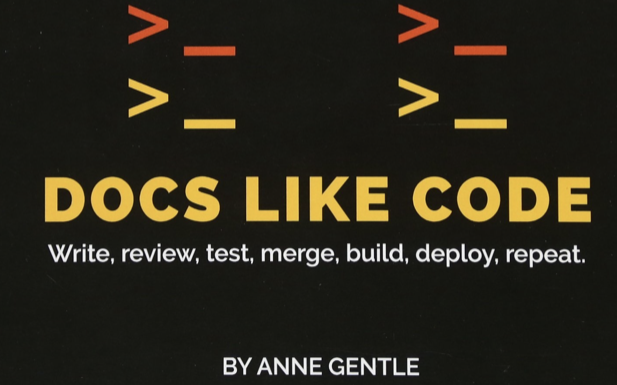 >_ >_
>_ >_
DOCS LIKE CODE
Write, review, test, merge, build, deploy, repeat.
BY ANNE GENTLE